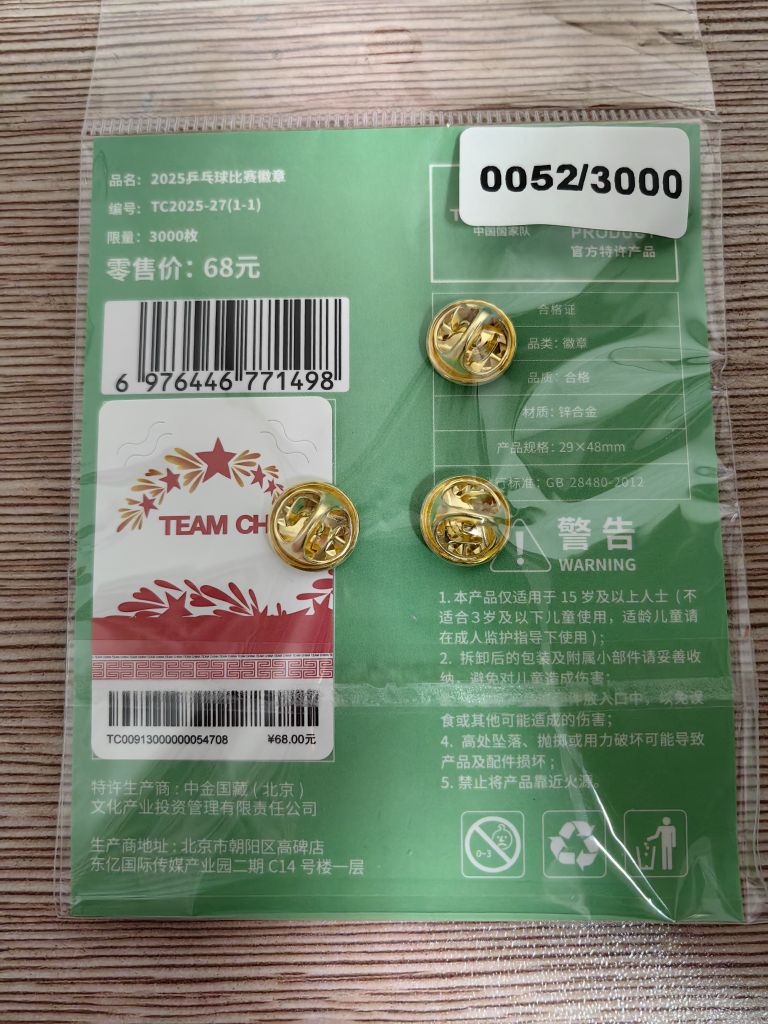 品名：2025乒乓球比赛徽章
编号：TC2025-27(1-1)
限量：3000枚
零售价：68元
0052/3000
中国国家队
PRODUCT
官方特许产品
6 976446 771498
合格证
品类：徽章
品质：合格
材质：锌合金
产品规格：29×48mm
标准：GB 28480-2012
TEAM CH
TC00913000000054708 ¥68.00元
警告
WARNING
1. 本产品仅适用于 15 岁及以上人士（不
适合3岁及以下儿童使用，适龄儿童请
在成人监护指导下使用）；
2. 拆卸后的包装及附属小部件请妥善收
纳，避免对儿童造成伤害；
放入口中，以免误
食或其他可能造成的伤害；
4. 高处坠落、抛掷或用力破坏可能导致
产品及配件损坏；
5. 禁止将产品靠近火源。
0-3
特许生产商：中金国藏（北京）
文化产业投资管理有限责任公司
生产商地址：北京市朝阳区高碑店
东亿国际传媒产业园二期 C14 号楼一层